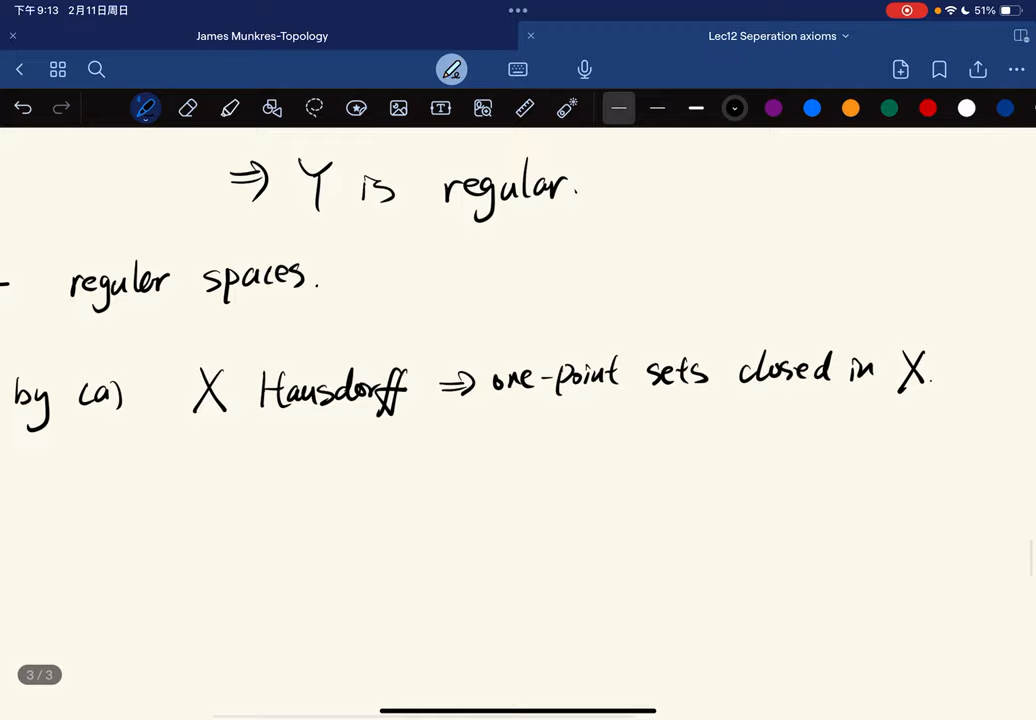 下午9:13 2月11日周日
51%
James Munkres-Topology
Lec12 Seperation axioms
⇒ Y is regular.
regular spaces.
by (a) X Hausdorff ⇒ one-point sets closed in X.
3 / 3